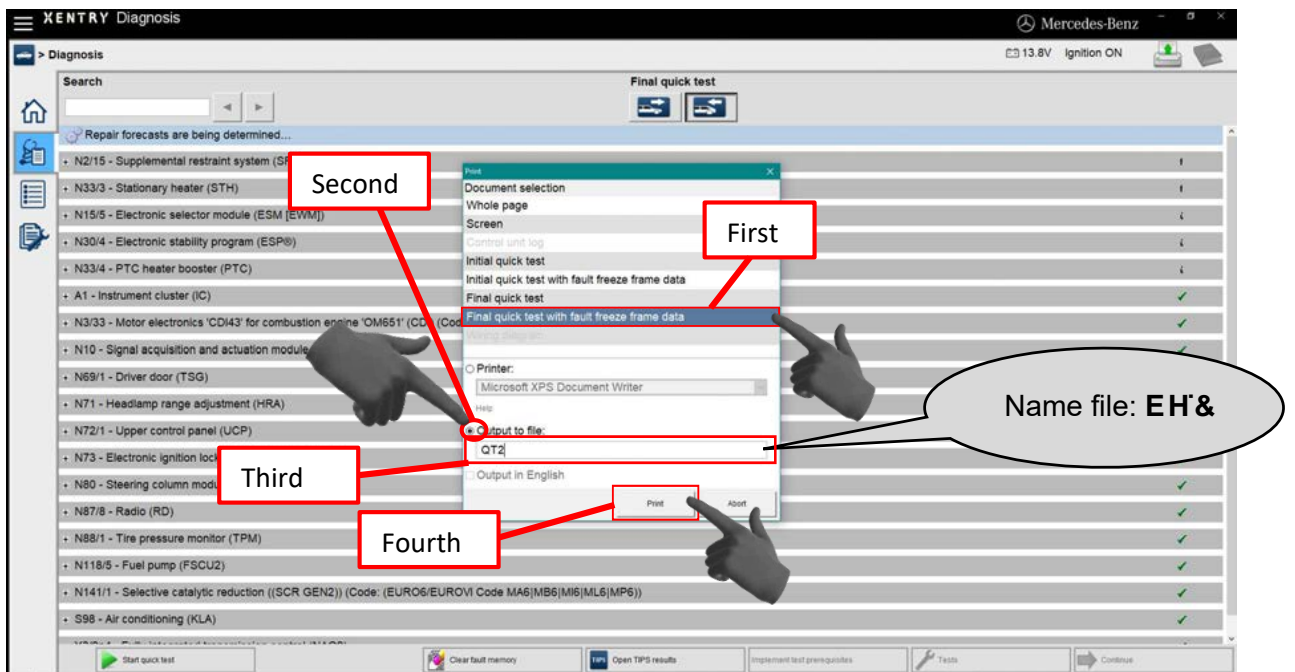 XENTRY Diagnosis
Mercedes-Benz
> Diagnosis
13.8V Ignition ON
Search
Final quick test
Repair forecasts are being determined...
+ N2/15 - Supplemental restraint system
+ N33/3 - Stationary heater (STH)
+ N15/5 - Electronic selector module (ESM [EWM])
+ N30/4 - Electronic stability program (ESP®)
+ N33/4 - PTC heater booster (PTC)
+ A1 - Instrument cluster (IC)
+ N3/33 - Motor electronics 'CDI43' for combustion engine 'OM651'
+ N10 - Signal acquisition and actuation module
+ N69/1 - Driver door (TSG)
+ N71 - Headlamp range adjustment (HRA)
+ N72/1 - Upper control panel (UCP)
+ N73 - Electronic ignition
+ N80 - Steering column
+ N87/8 - Radio (RD)
+ N88/1 - Tire pressure monitor (TPM)
+ N118/5 - Fuel pump (FSCU2)
+ N141/1 - Selective catalytic reduction ((SCR GEN2)) (Code: (EURO6/EUROVI Code MA6|MB6|MI6|ML6|MP6))
+ S98 - Air conditioning (KLA)
Print
Document selection
Whole page
Screen
Control unit log
Initial quick test
Initial quick test with fault freeze frame data
Final quick test
Final quick test with fault freeze frame data
Wiring diagram
Printer:
Microsoft XPS Document Writer
Help
Output to file:
QT2
Output in English
Print
Abort
First
Second
Third
Fourth
Name file: EH˙&
Start quick test
Clear fault memory
TIPS
Open TIPS results
Implement test prerequisites
Tests
Continue